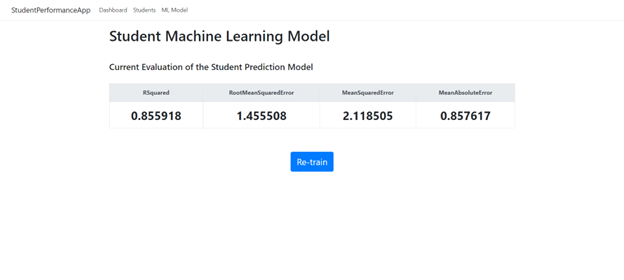 StudentPerformanceApp Dashboard Students ML Model
Student Machine Learning Model
Current Evaluation of the Student Prediction Model
RSquared RootMeanSquaredError MeanSquaredError MeanAbsoluteError
0.855918 1.455508 2.118505 0.857617
Re-train